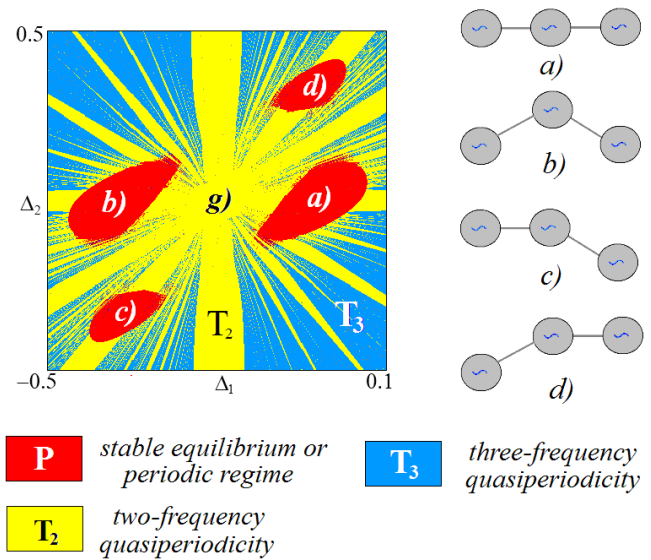 0.5
d)
b)
g)
a)
Δ₂
c)
T₂
T₃
−0.5
Δ₁
0.1
a)
b)
c)
d)
P
stable equilibrium or
periodic regime
T₃
three-frequency
quasiperiodicity
T₂
two-frequency
quasiperiodicity